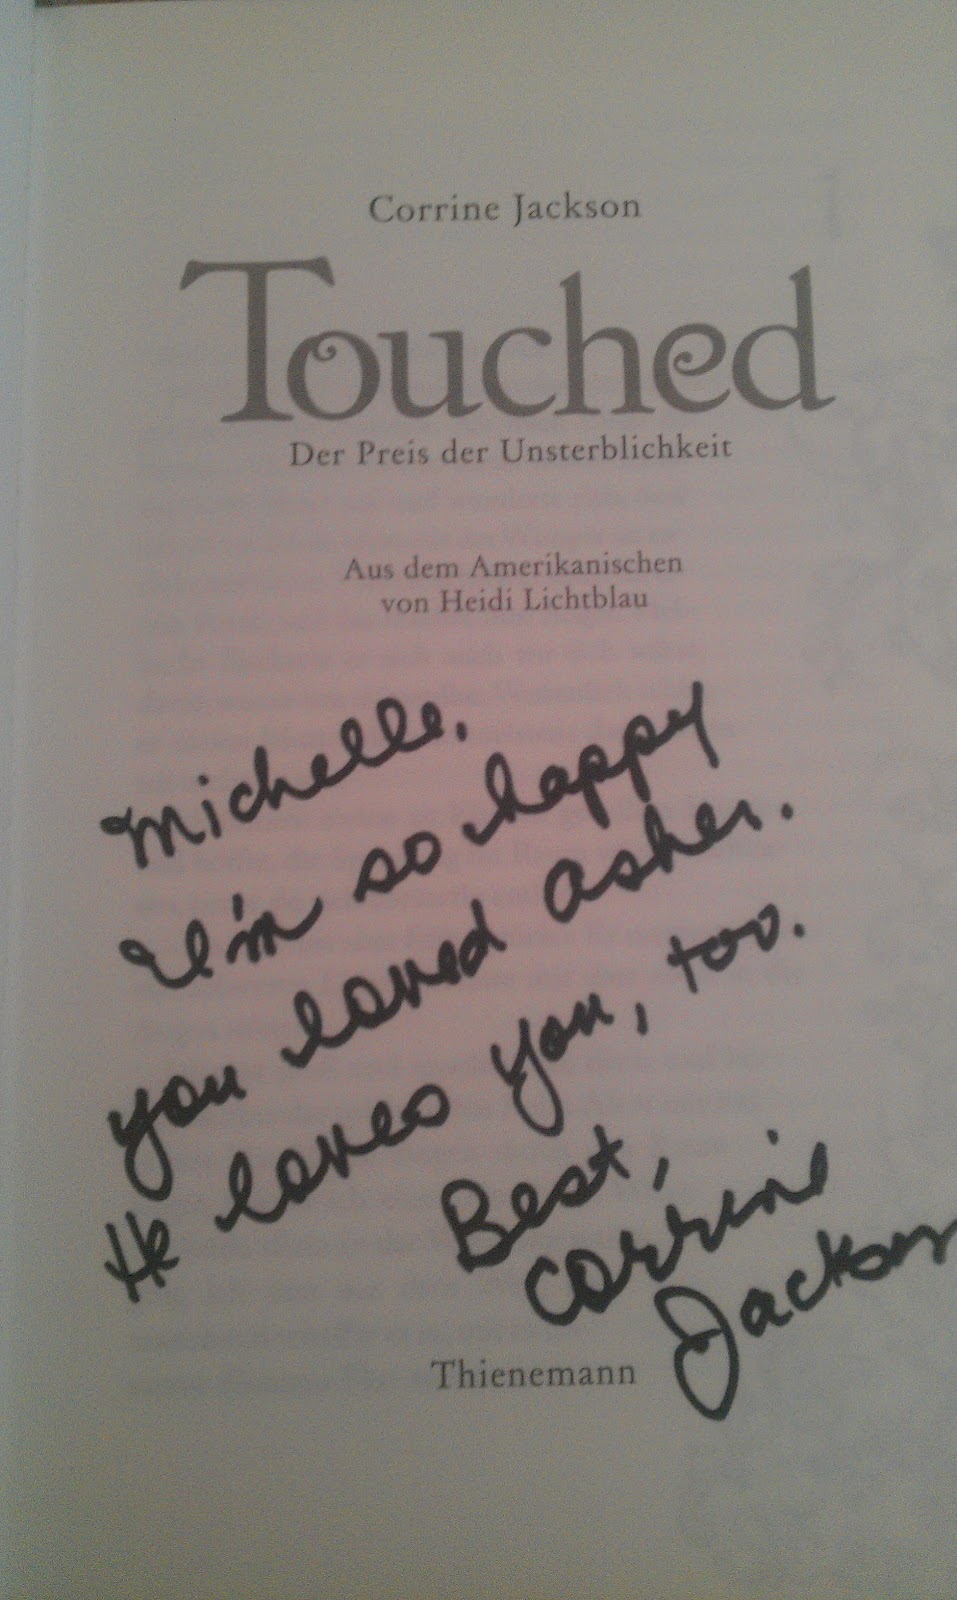 Corrine Jackson
Touched
Der Preis der Unsterblichkeit
Aus dem Amerikanischen
von Heidi Lichtblau
Michelle.
I'm so happy
you loved Asher.
He loves you, too.
Best,
Corrine
Jackson
Thienemann